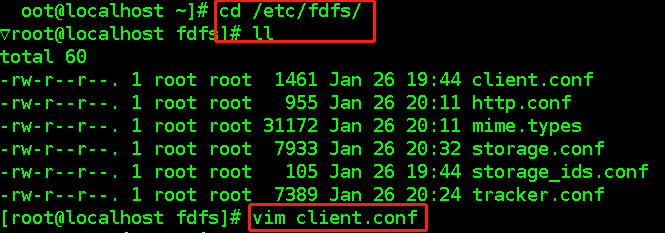 oot@localhost ~]# cd /etc/fdfs/
▽root@localhost fdfs]# ll
total 60
-rw-r--r--. 1 root root  1461 Jan 26 19:44 client.conf
-rw-r--r--. 1 root root   955 Jan 26 20:11 http.conf
-rw-r--r--. 1 root root 31172 Jan 26 20:11 mime.types
-rw-r--r--. 1 root root  7933 Jan 26 20:32 storage.conf
-rw-r--r--. 1 root root   105 Jan 26 19:44 storage_ids.conf
-rw-r--r--. 1 root root  7389 Jan 26 20:24 tracker.conf
[root@localhost fdfs]# vim client.conf